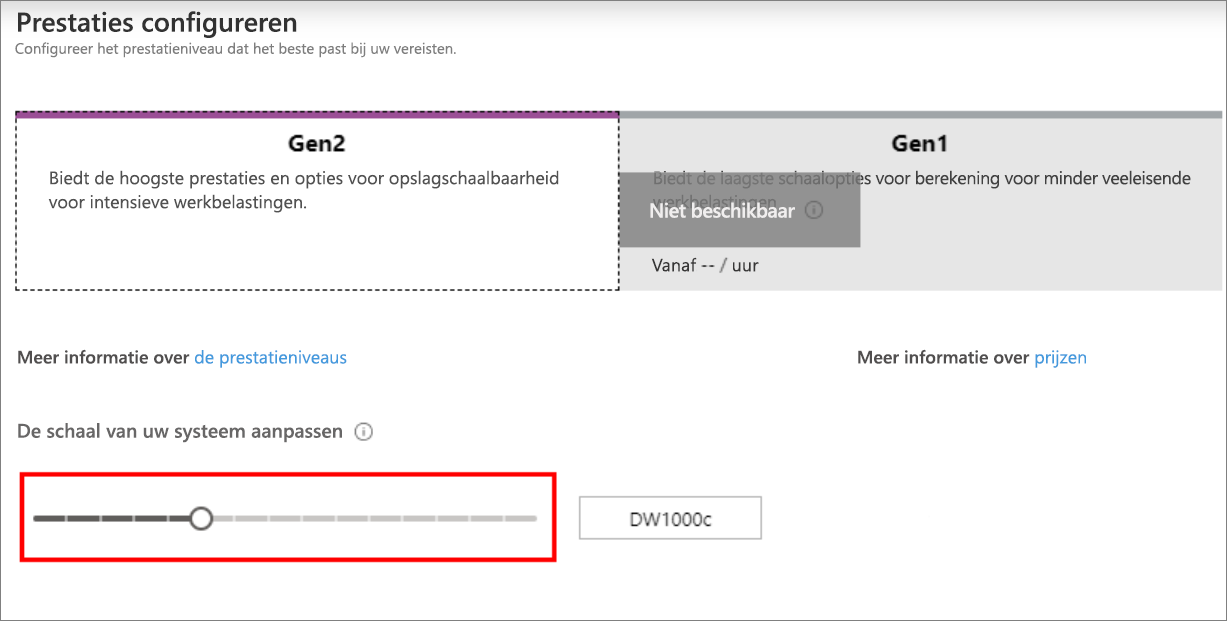 Prestaties configureren
Configureer het prestatieniveau dat het beste past bij uw vereisten.
Gen2
Biedt de hoogste prestaties en opties voor opslagschaalbaarheid
voor intensieve werkbelastingen.
Gen1
Biedt de laagste schaalopties voor berekening voor minder veeleisende
werkbelastingen
Niet beschikbaar
Vanaf -- / uur
Meer informatie over de prestatieniveaus
Meer informatie over prijzen
De schaal van uw systeem aanpassen
DW1000c